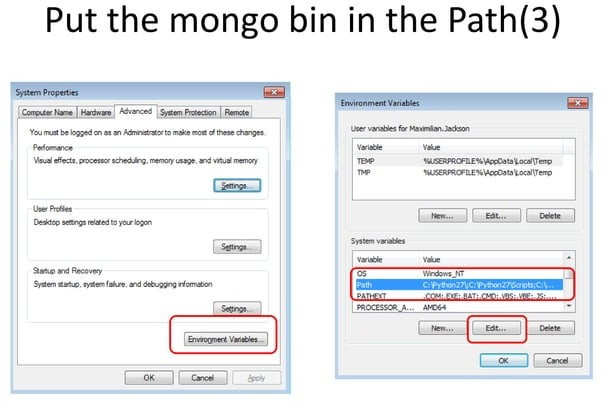 Put the mongo bin in the Path(3)
System Properties
Computer Name Hardware Advanced System Protection Remote
You must be logged on as an Administrator to make most of these changes.
Performance
Visual effects, processor scheduling, memory usage, and virtual memory
Settings...
User Profiles
Desktop settings related to your logon
Settings...
Startup and Recovery
System startup, system failure, and debugging information
Settings...
Environment Variables...
OK Cancel Apply
Environment Variables
User variables for Maximilian.Jackson
Variable Value
TEMP %USERPROFILE%\AppData\Local\Temp
TMP %USERPROFILE%\AppData\Local\Temp
New... Edit... Delete
System variables
Variable Value
OS Windows_NT
Path C:\Python27\;C:\Python27\Scripts;C:\...
PATHEXT .COM;.EXE;.BAT;.CMD;.VBS;.VBE;.JS;...
PROCESSOR_A... AMD64
New... Edit... Delete
OK Cancel